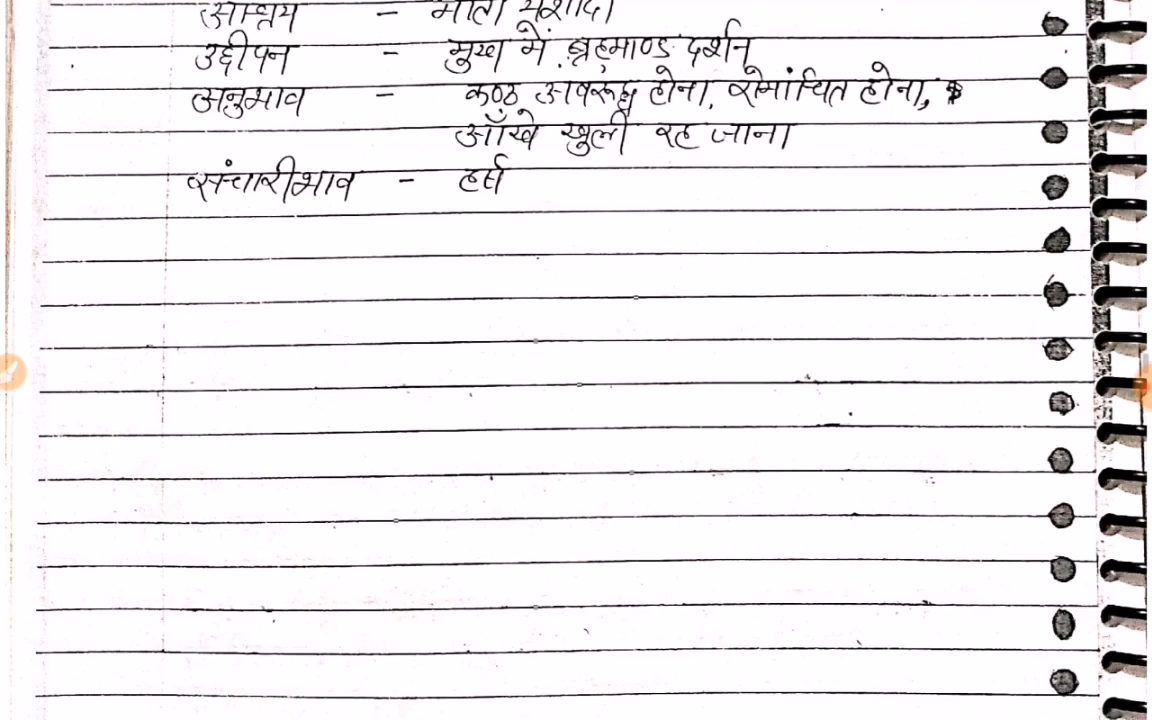 आश्रय - माता यशोदा
उद्दीपन - मुख में ब्रह्माण्ड दर्शन
अनुभाव - कण्ठ अवरूद्ध होना, रोमांचित होना,
आँखे खुली रह जाना
संचारीभाव - हर्ष